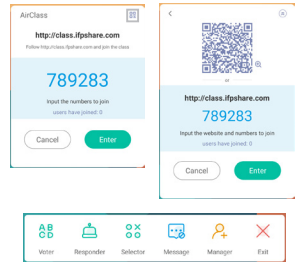 AirClass
http://class.ifpshare.com
Follow http://class.ifpshare.com and join the class
789283
Input the numbers to join
users have joined: 0
Cancel
Enter
or
http://class.ifpshare.com
789283
Input the website and numbers to join
users have joined: 0
Cancel
Enter
AB
CD
Voter
Responder
Selector
Message
Manager
Exit